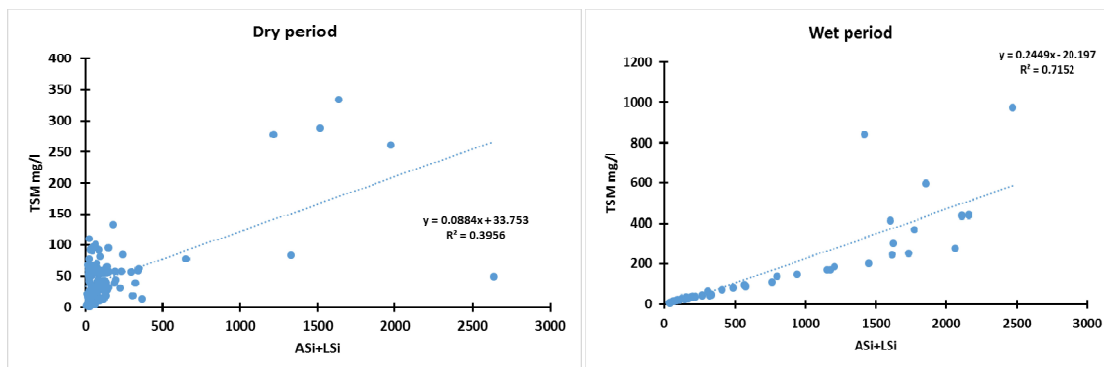 Dry period
400
350
300
250
200
150
100
50
0
TSM mg/l
y = 0.0884x + 33.753
R² = 0.3956
0 500 1000 1500 2000 2500 3000
ASi+LSi
Wet period
y = 0.2449x - 20.197
R² = 0.7152
1200
1000
800
600
400
200
0
TSM mg/l
0 500 1000 1500 2000 2500 3000
ASi+LSi